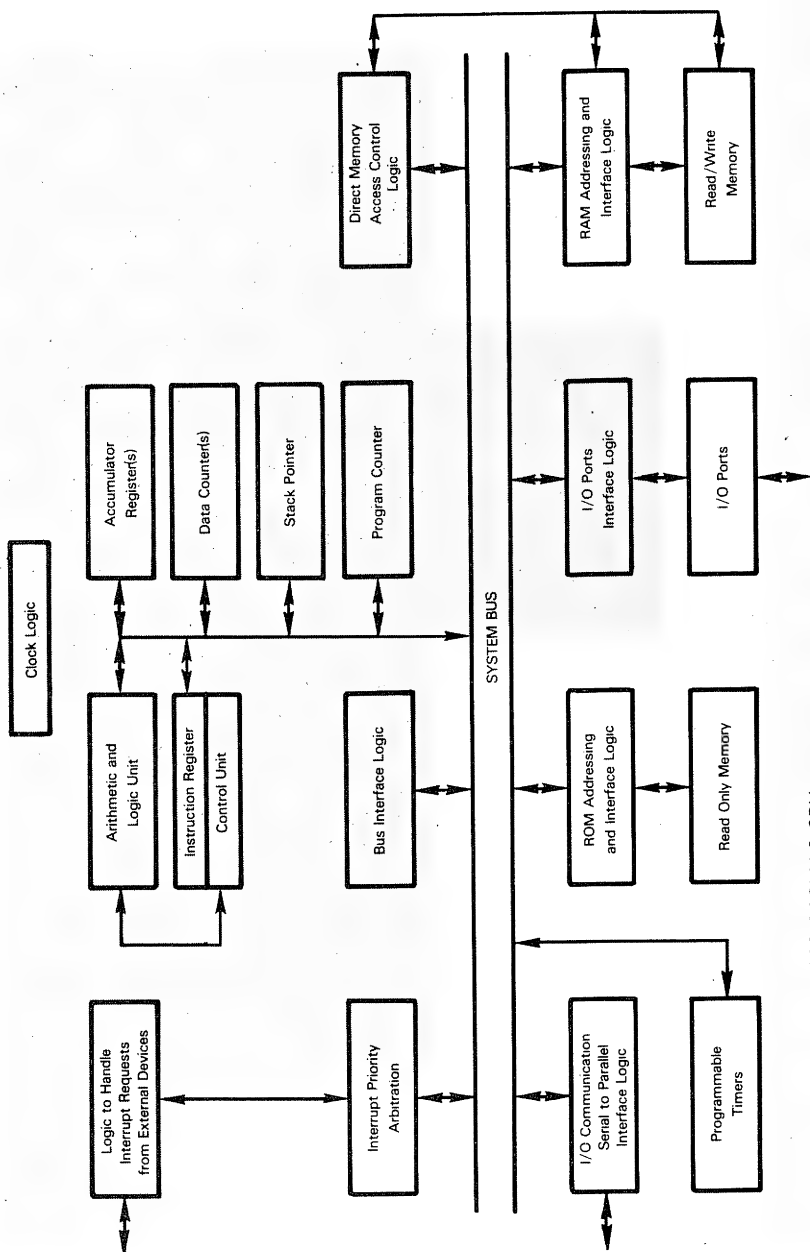 Clock Logic
Logic to Handle
Interrupt Requests
from External Devices
Arithmetic and
Logic Unit
Accumulator
Register(s)
Instruction Register
Control Unit
Data Counter(s)
Stack Pointer
Interrupt Priority
Arbitration
Bus Interface Logic
Program Counter
Direct Memory
Access Control
Logic
SYSTEM BUS
I/O Communication
Serial to Parallel
Interface Logic
ROM Addressing
and Interface Logic
I/O Ports
Interface Logic
RAM Addressing and
Interface Logic
Programmable
Timers
Read Only Memory
I/O Ports
Read/Write
Memory